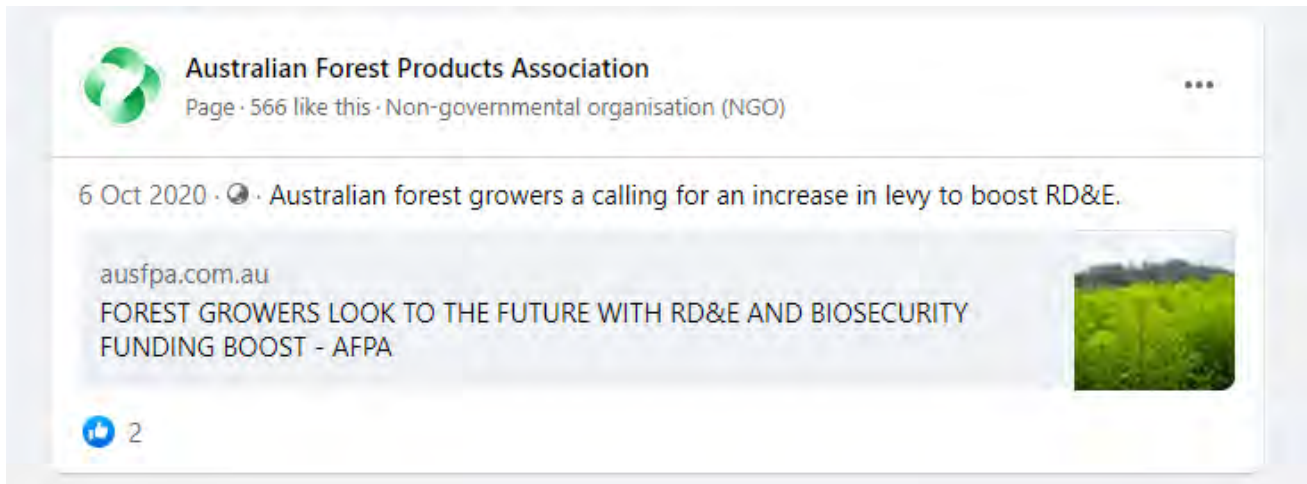 Australian Forest Products Association
Page · 566 like this · Non-governmental organisation (NGO)
6 Oct 2020 · · Australian forest growers a calling for an increase in levy to boost RD&E.
ausfpa.com.au
FOREST GROWERS LOOK TO THE FUTURE WITH RD&E AND BIOSECURITY
FUNDING BOOST - AFPA
2